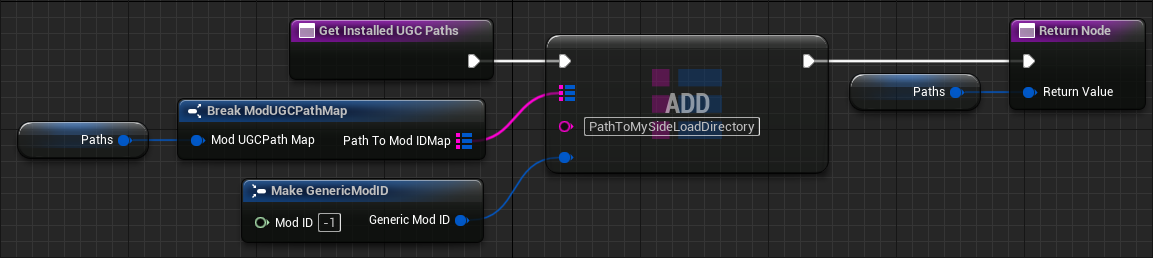 Get Installed UGC Paths
Return Node
Paths
Return Value
Break ModUGCPathMap
ADD
PathToMySideLoadDirectory
Paths
Mod UGCPath Map
Path To Mod IDMap
Make GenericModID
Mod ID
-1
Generic Mod ID